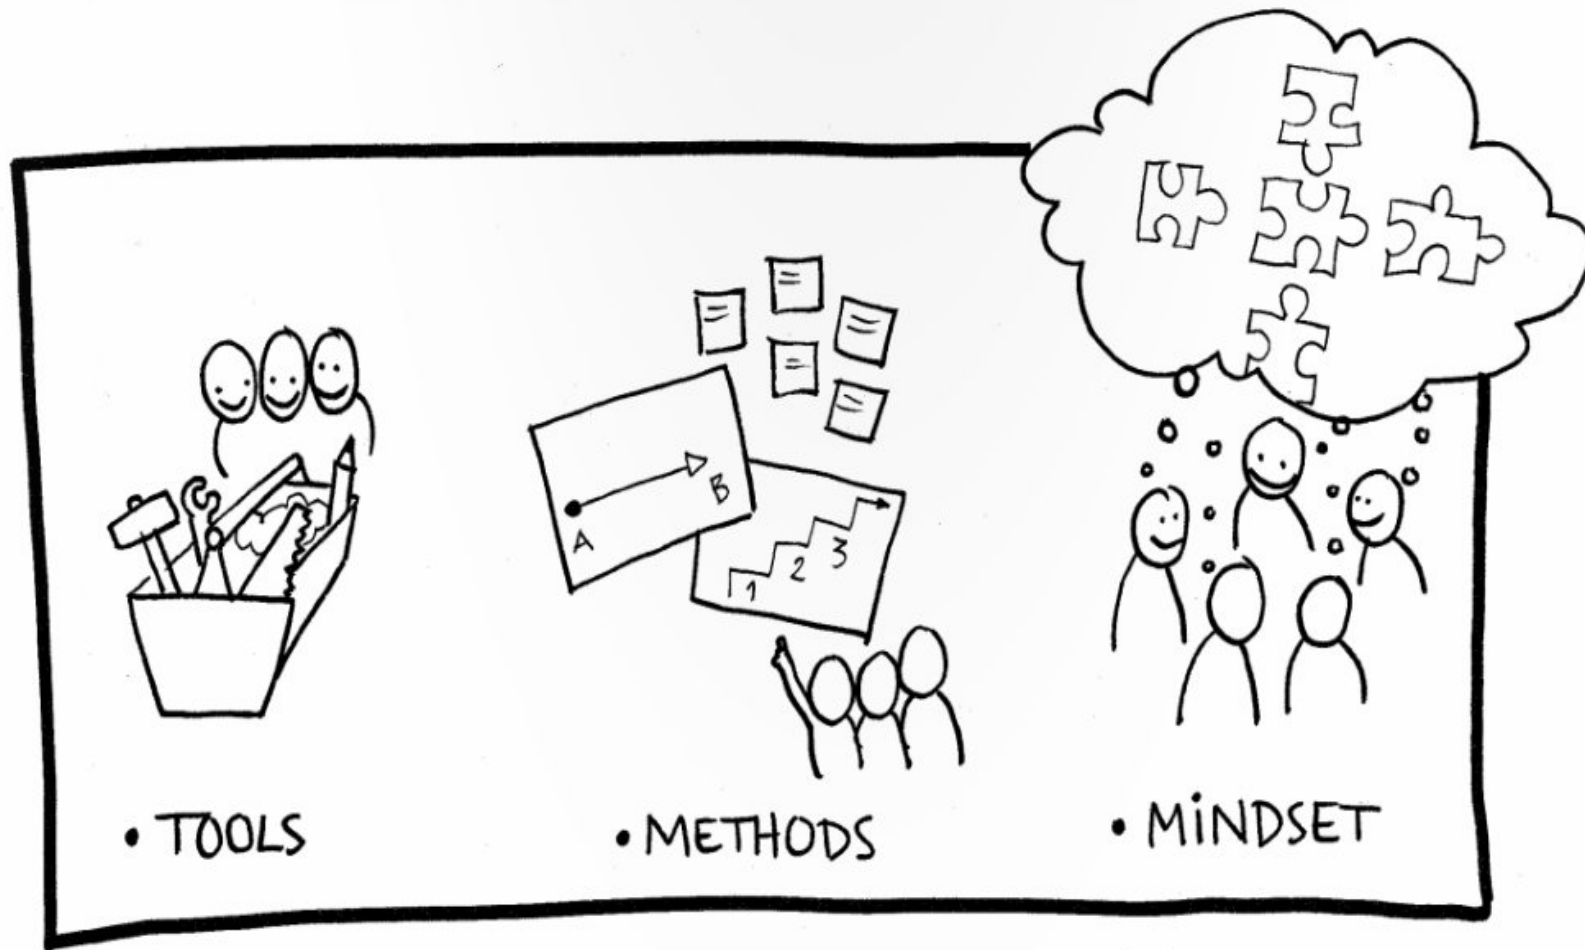 A
B
1
2
3
• TOOLS
• METHODS
• MiNDSET